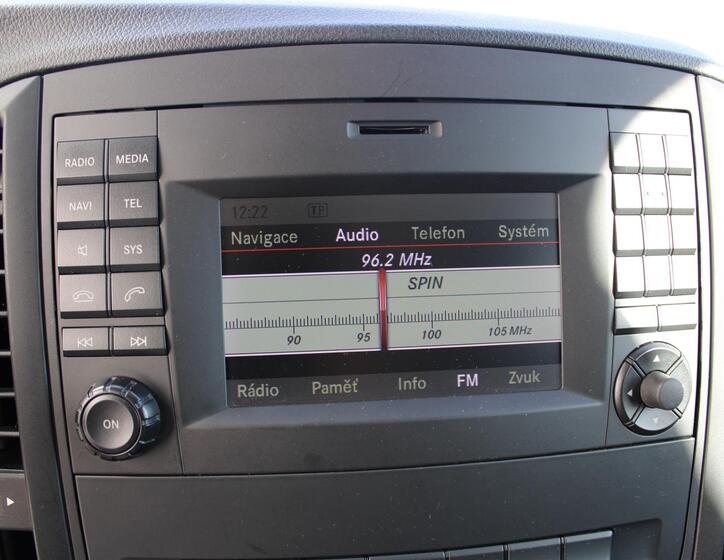 RADIO MEDIA
NAVI TEL
SYS
ON
12:22 TP
Navigace Audio Telefon Systém
96.2 MHz
SPIN
90 95 100 105 MHz
Rádio Paměť Info FM Zvuk